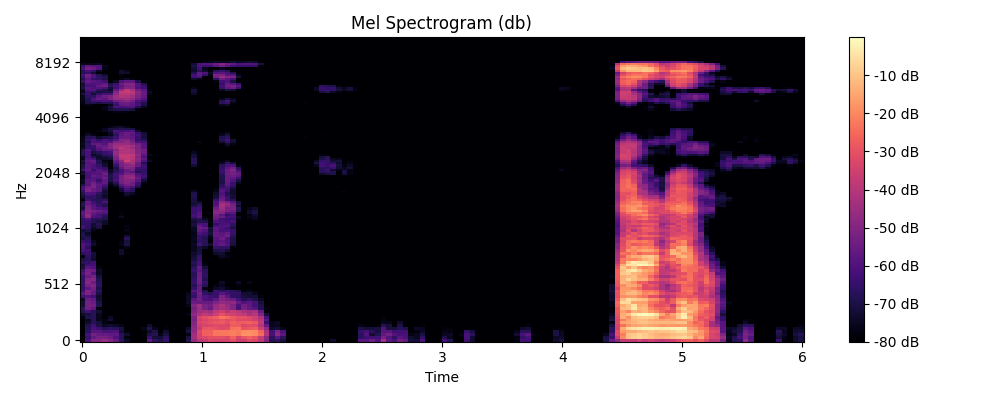 Mel Spectrogram (db)
8192
4096
2048
1024
512
0
Hz
0 1 2 3 4 5 6
Time
-10 dB
-20 dB
-30 dB
-40 dB
-50 dB
-60 dB
-70 dB
-80 dB